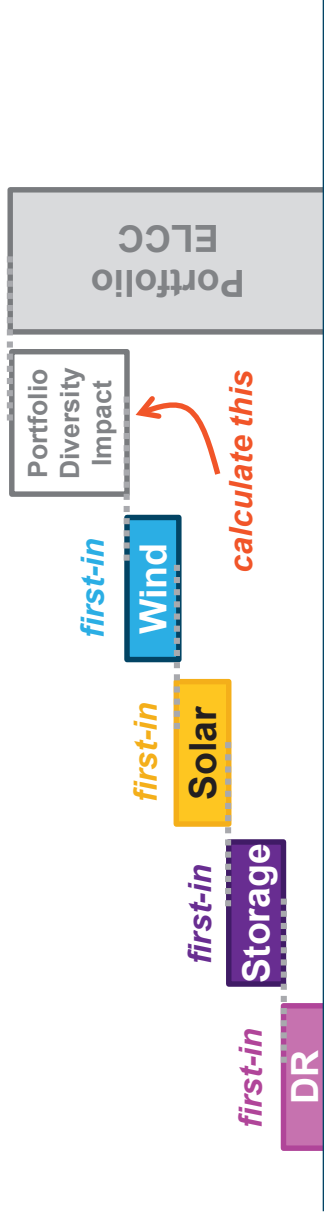 first-in
DR
first-in
Storage
first-in
Solar
first-in
Wind
Portfolio
Diversity
Impact
calculate this
Portfolio
ELCC